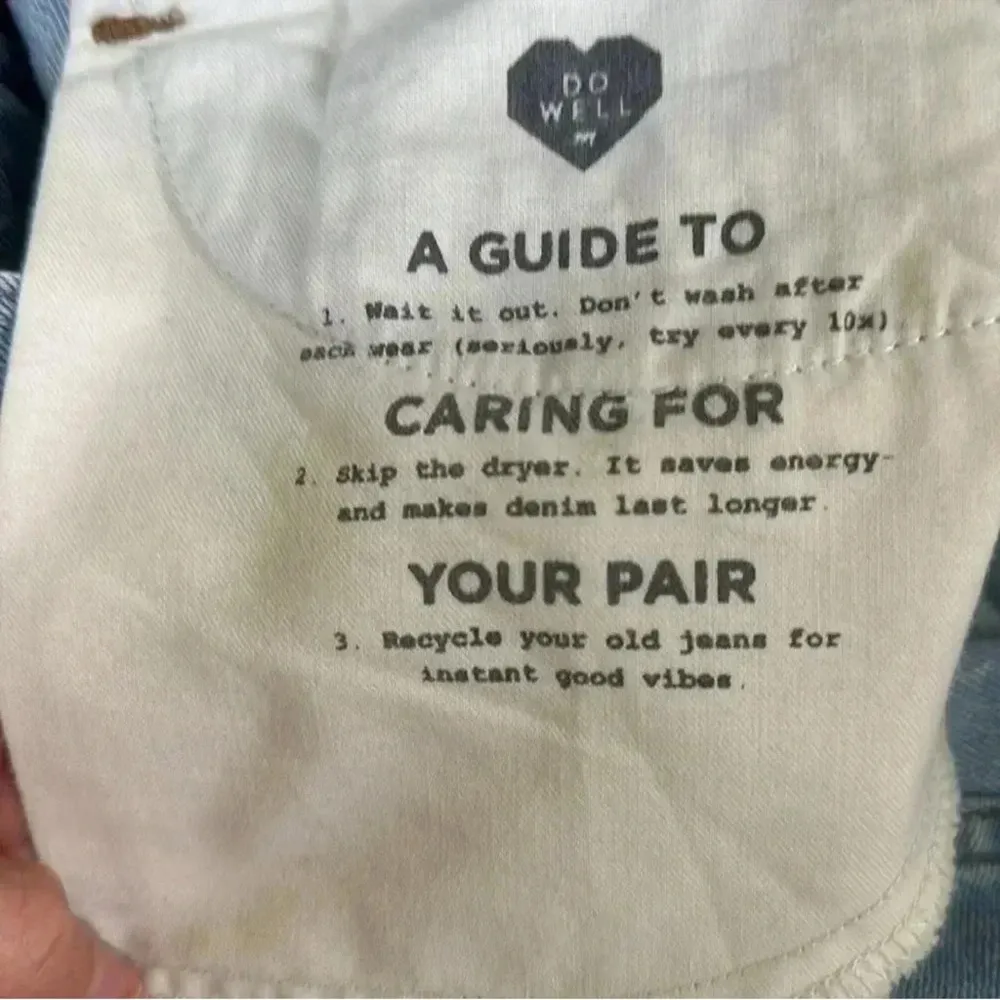 DO
WELL
A GUIDE TO
1. Wait it out. Don't wash after
each wear (seriously, try every 10x)
CARING FOR
2. Skip the dryer. It saves energy-
and makes denim last longer.
YOUR PAIR
3. Recycle your old jeans for
instant good vibes.